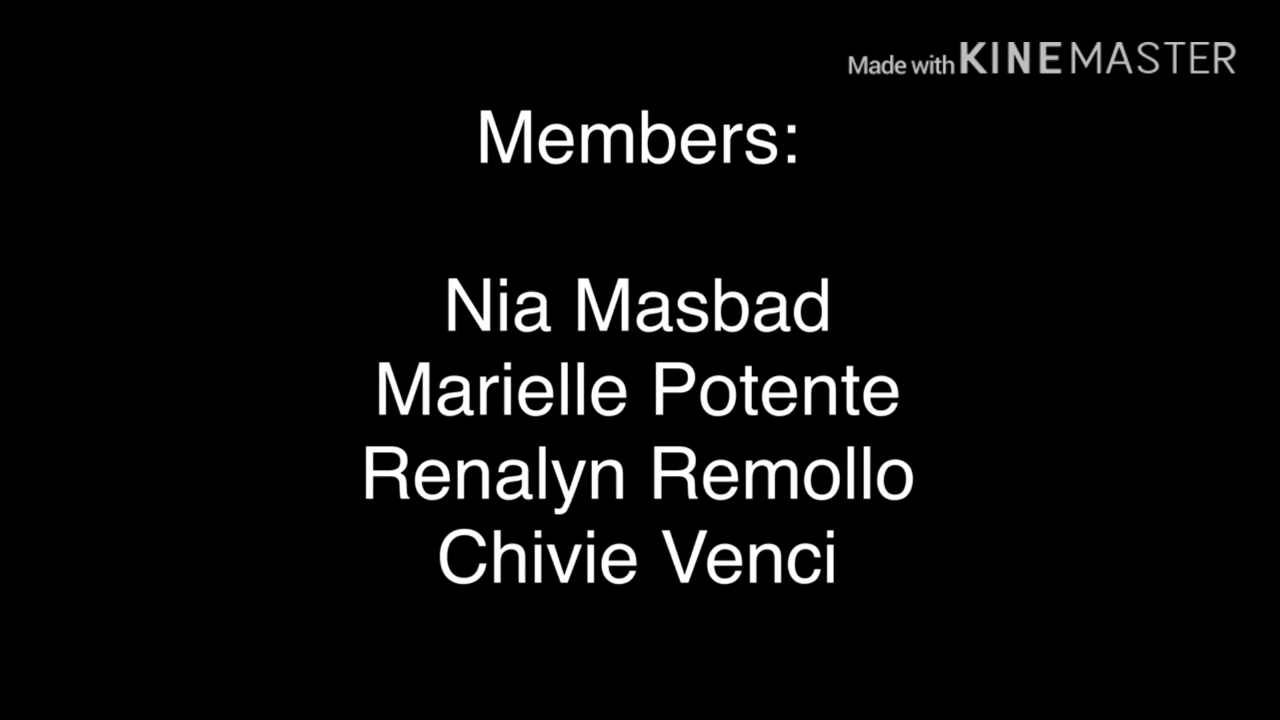 Made with KINEMASTER
Members:
Nia Masbad
Marielle Potente
Renalyn Remollo
Chivie Venci